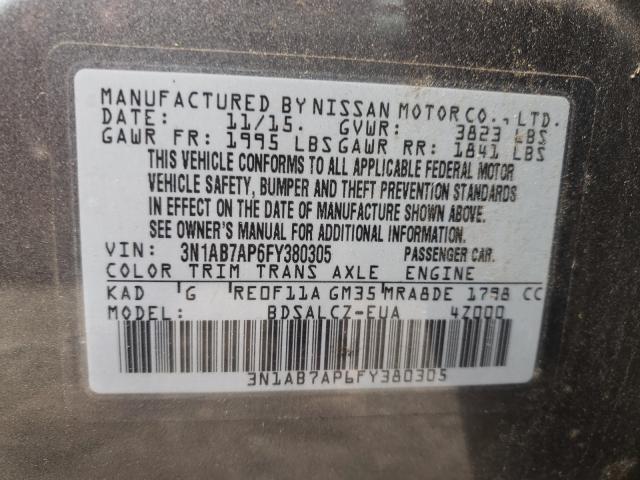 MANUFACTURED BY NISSAN MOTOR CO., LTD.
DATE: 11/15. GVWR: 3823 LBS
GAWR FR: 1995 LBS GAWR RR: 1841 LBS
THIS VEHICLE CONFORMS TO ALL APPLICABLE FEDERAL MOTOR
VEHICLE SAFETY, BUMPER AND THEFT PREVENTION STANDARDS
IN EFFECT ON THE DATE OF MANUFACTURE SHOWN ABOVE.
SEE OWNER'S MANUAL FOR ADDITIONAL INFORMATION.
VIN: 3N1AB7AP6FY380305 PASSENGER CAR.
COLOR TRIM TRANS AXLE ENGINE
KAD G RE0F11A GM35 MRA8DE 1798 CC
MODEL: BDSALCZ-EUA 4Z000
3N1AB7AP6FY380305